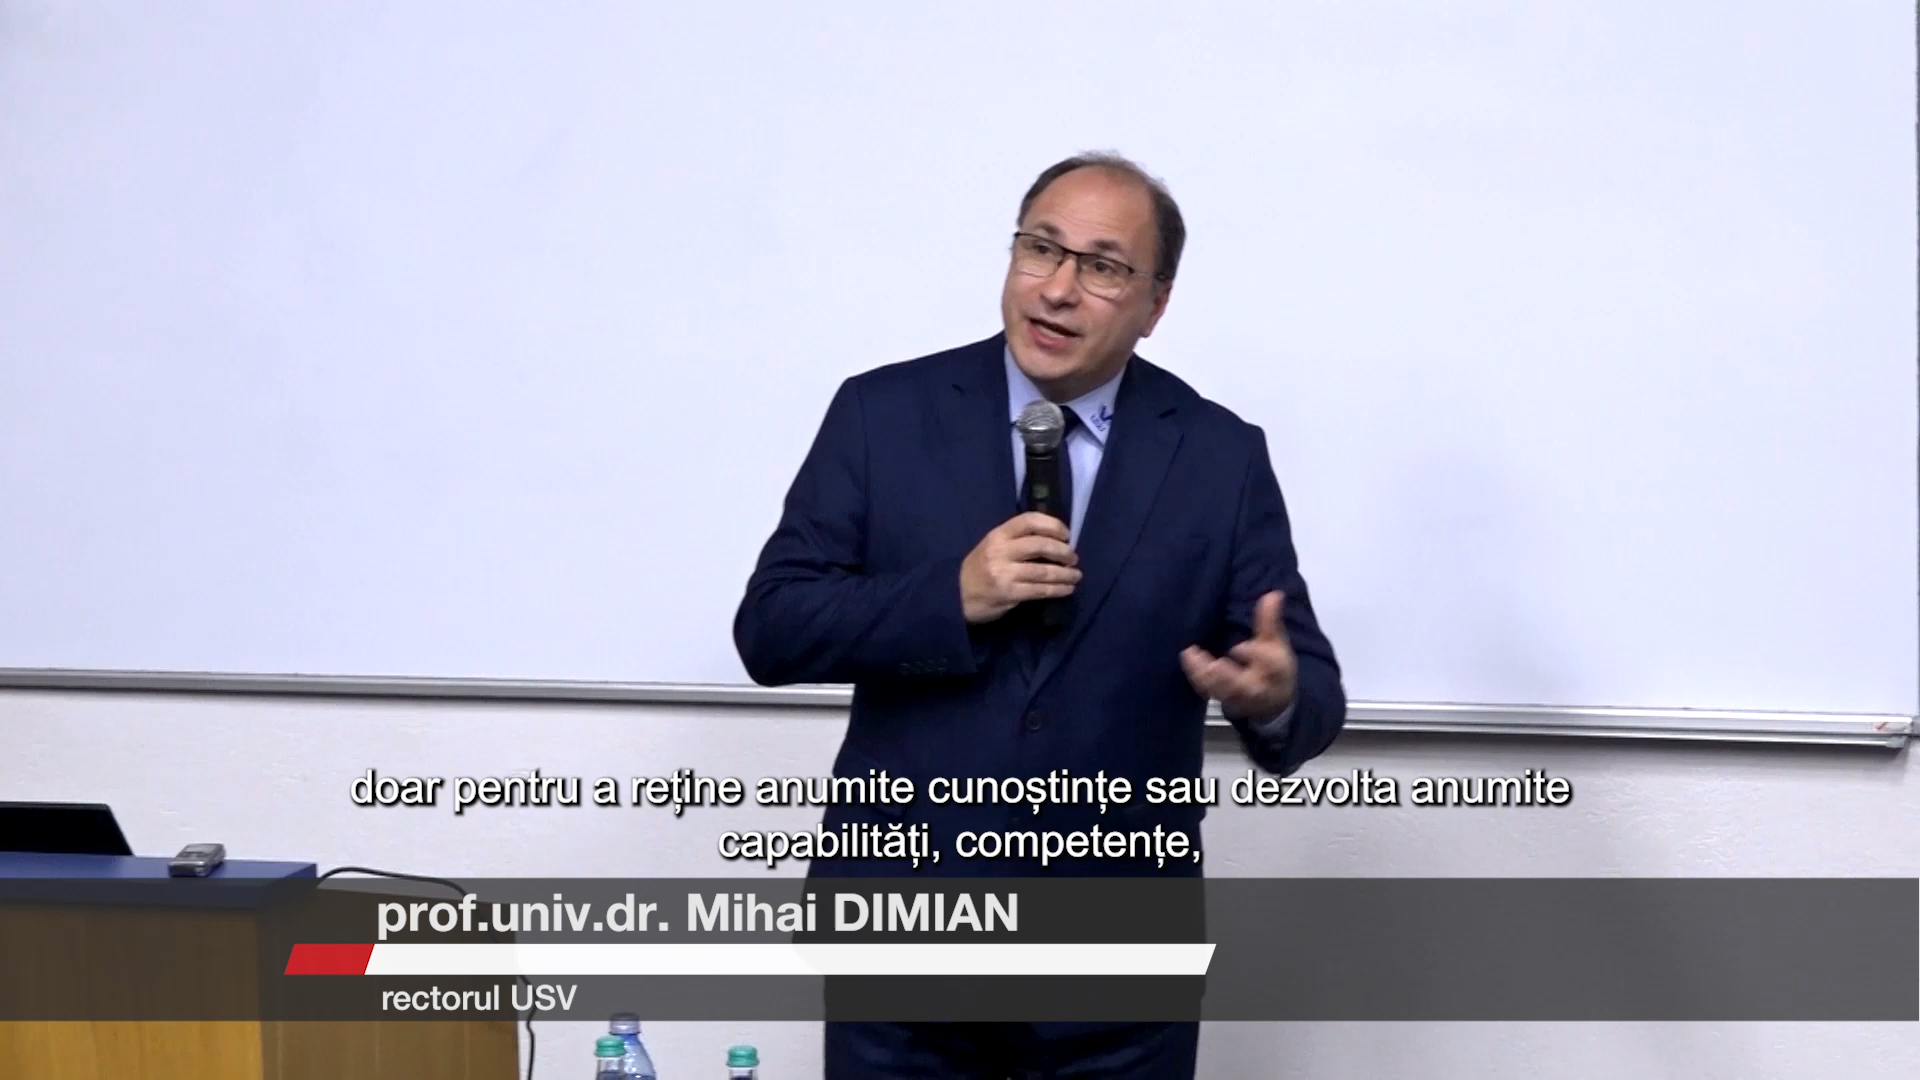 doar pentru a reține anumite cunoștințe sau dezvolta anumite
capabilități, competențe,
prof.univ.dr. Mihai DIMIAN
rectorul USV